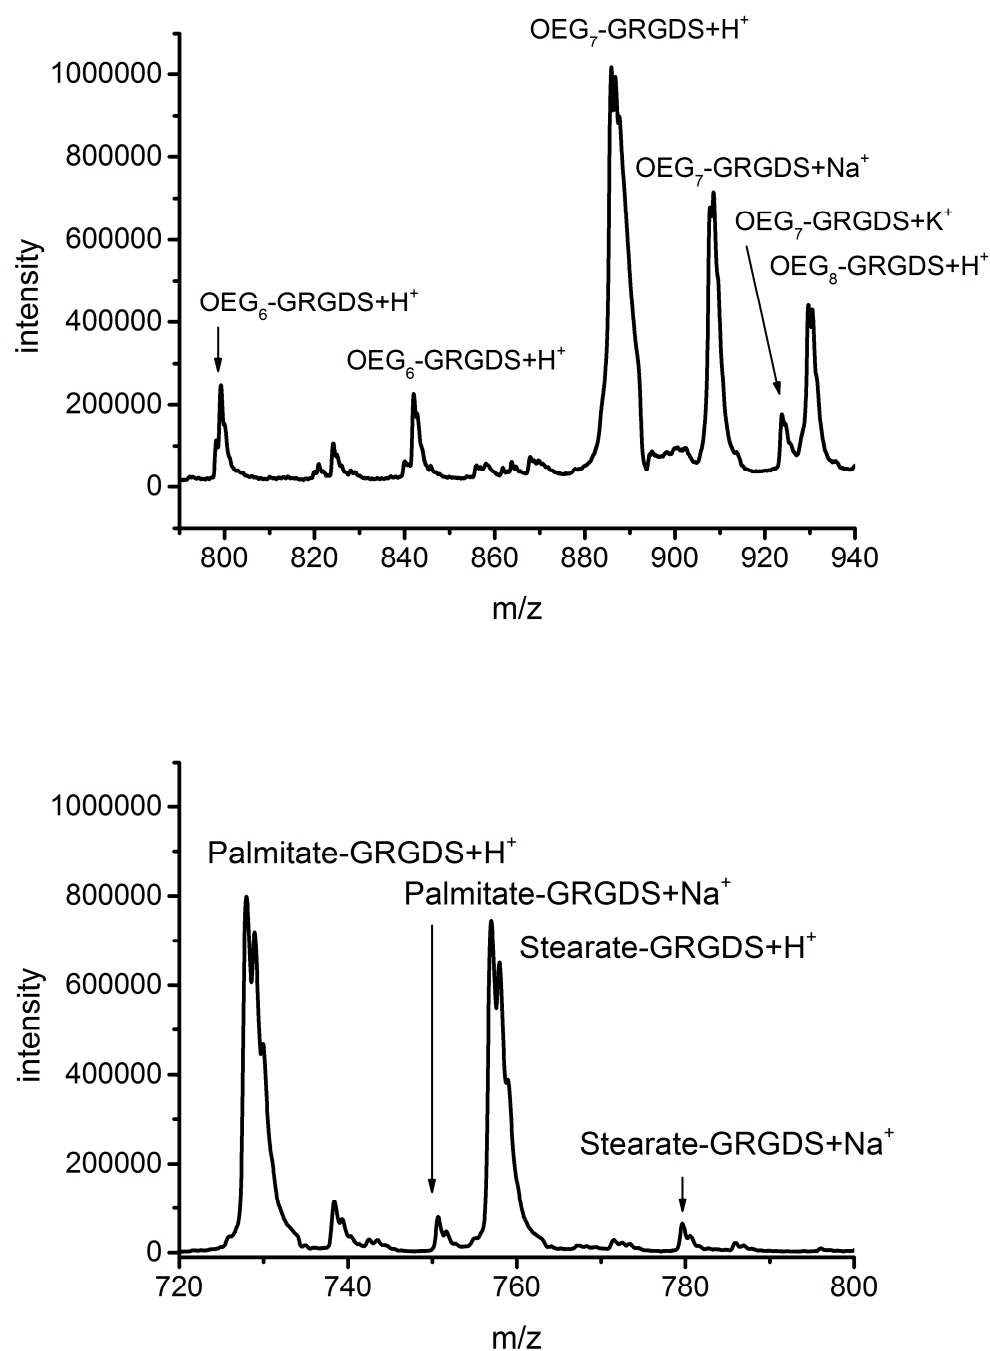 OEG₇-GRGDS+H⁺
1000000
800000
OEG₇-GRGDS+Na⁺
OEG₇-GRGDS+K⁺
600000
OEG₈-GRGDS+H⁺
OEG₆-GRGDS+H⁺
400000
OEG₆-GRGDS+H⁺
200000
0
intensity
800 820 840 860 880 900 920 940
m/z
1000000
Palmitate-GRGDS+H⁺
800000
Palmitate-GRGDS+Na⁺
Stearate-GRGDS+H⁺
600000
400000
Stearate-GRGDS+Na⁺
200000
0
intensity
720 740 760 780 800
m/z